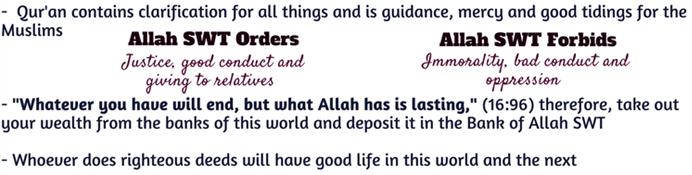 - Qur'an contains clarification for all things and is guidance, mercy and good tidings for the
Muslims
Allah SWT Orders
Justice, good conduct and
giving to relatives
Allah SWT Forbids
Immorality, bad conduct and
oppression
- "Whatever you have will end, but what Allah has is lasting," (16:96) therefore, take out
your wealth from the banks of this world and deposit it in the Bank of Allah SWT
- Whoever does righteous deeds will have good life in this world and the next